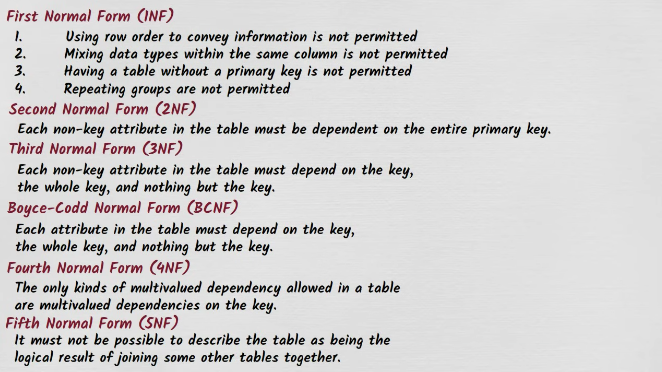 First Normal Form (1NF)
1. Using row order to convey information is not permitted
2. Mixing data types within the same column is not permitted
3. Having a table without a primary key is not permitted
4. Repeating groups are not permitted
Second Normal Form (2NF)
Each non-key attribute in the table must be dependent on the entire primary key.
Third Normal Form (3NF)
Each non-key attribute in the table must depend on the key,
the whole key, and nothing but the key.
Boyce-Codd Normal Form (BCNF)
Each attribute in the table must depend on the key,
the whole key, and nothing but the key.
Fourth Normal Form (4NF)
The only kinds of multivalued dependency allowed in a table
are multivalued dependencies on the key.
Fifth Normal Form (5NF)
It must not be possible to describe the table as being the
logical result of joining some other tables together.